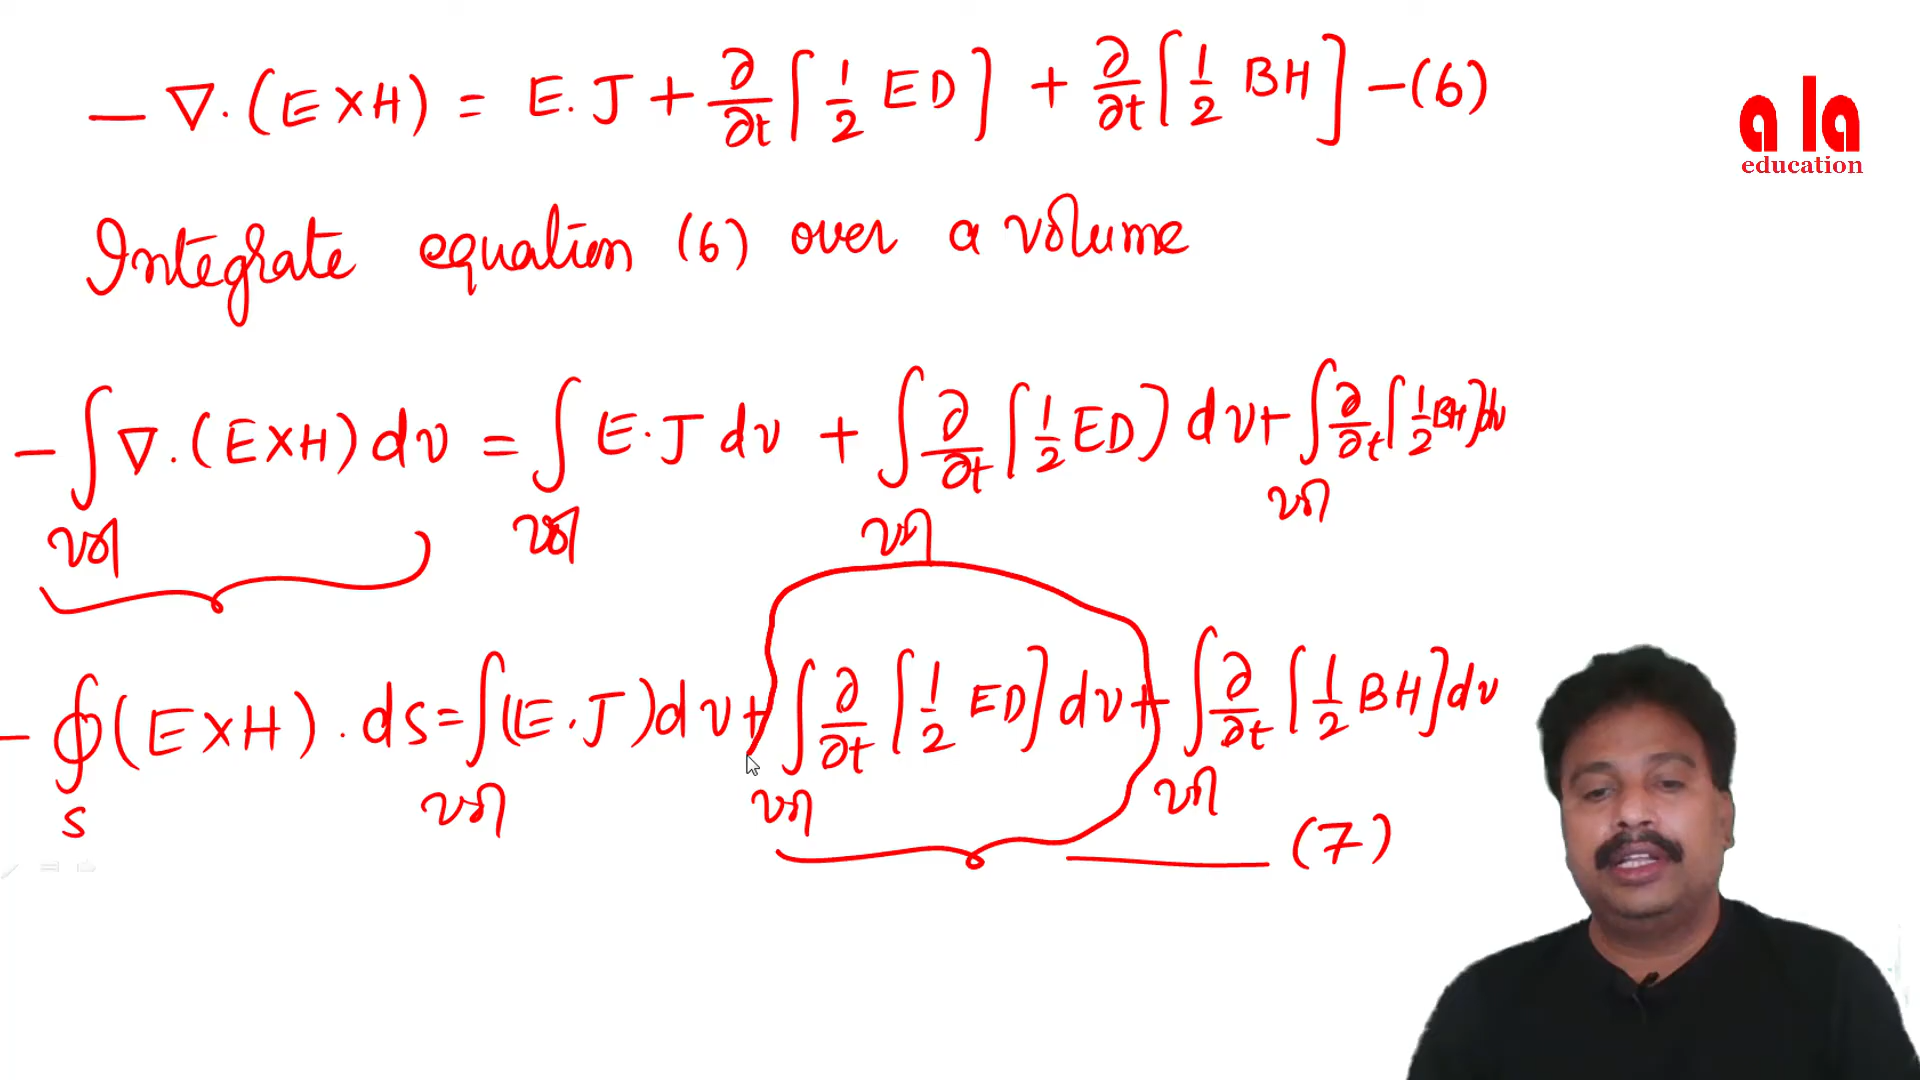 − ∇.(E×H) = E.J + ∂/∂t [1/2 ED] + ∂/∂t [1/2 BH] −(6)
a la
education
Integrate equation (6) over a volume
− ∫vol ∇.(E×H) dv = ∫vol E.J dv + ∫vol ∂/∂t [1/2 ED] dv + ∫vol ∂/∂t [1/2 BH] dv
− ∮s (E×H) . ds = ∫vol (E.J) dv + ∫vol ∂/∂t [1/2 ED] dv + ∫vol ∂/∂t [1/2 BH] dv
(7)